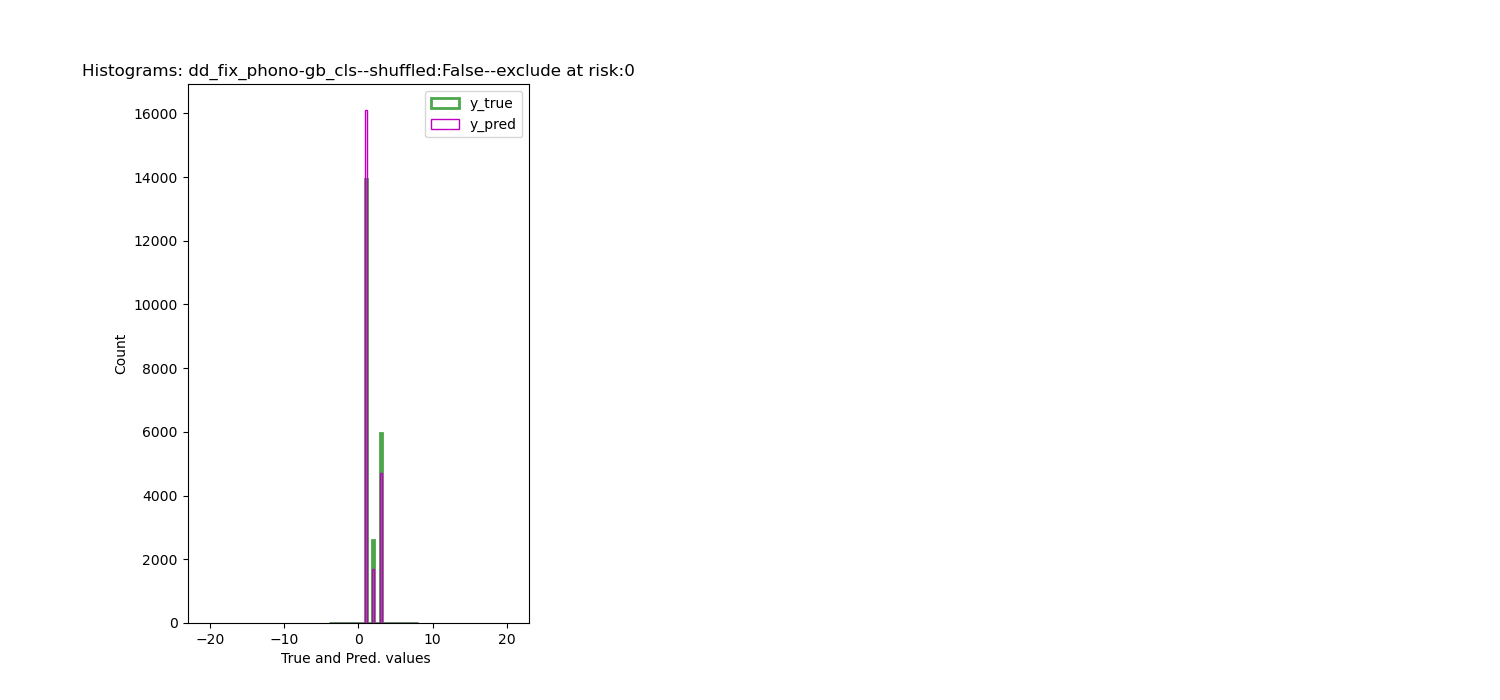 Histograms: dd_fix_phono-gb_cls--shuffled:False--exclude at risk:0
y_true
y_pred
16000
14000
12000
10000
8000
6000
4000
2000
0
Count
−20
−10
0
10
20
True and Pred. values